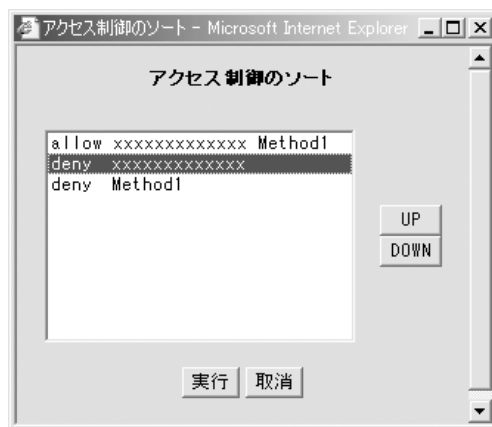 アクセス制御のソート - Microsoft Internet Explorer
アクセス制御のソート
allow xxxxxxxxxxxxx Method1
deny xxxxxxxxxxxxx
deny Method1
UP
DOWN
実行 取消